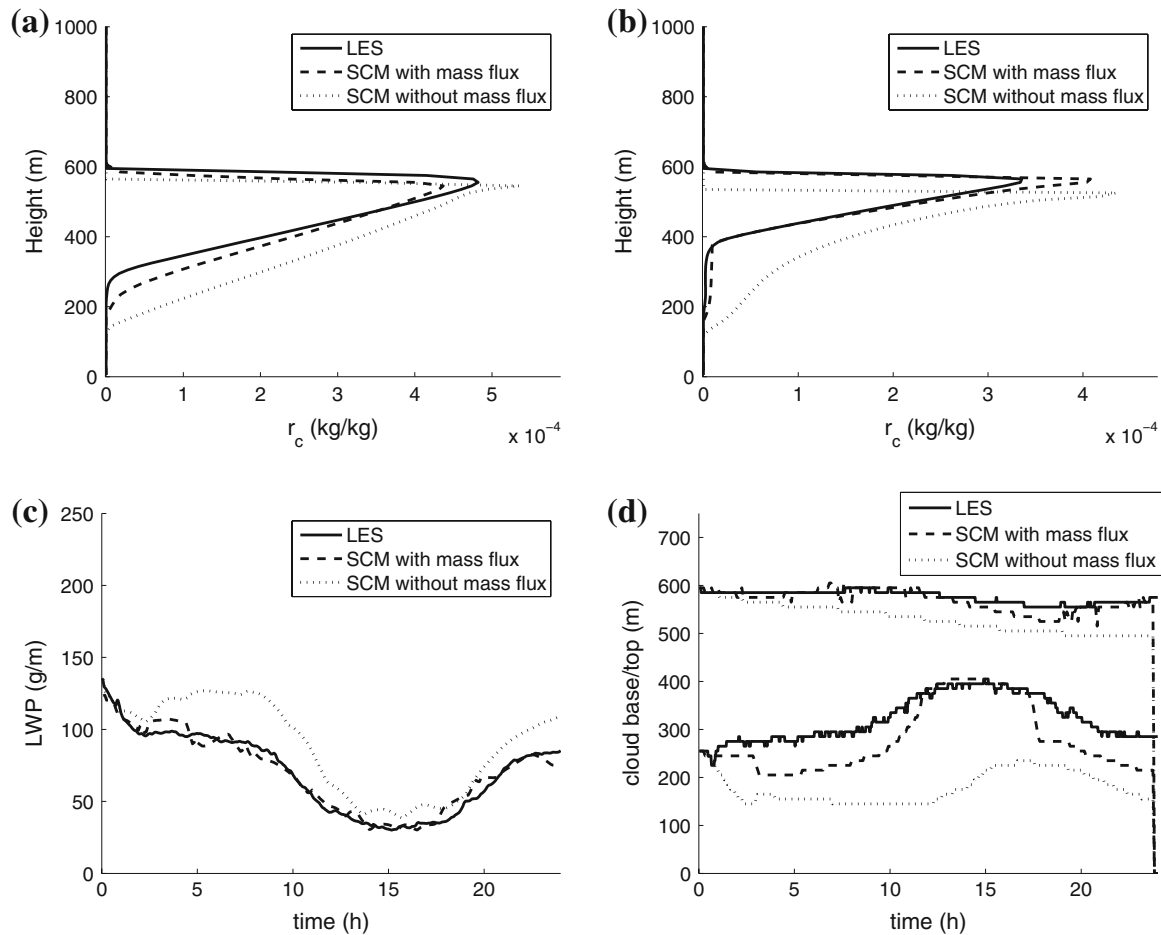 (a)
1000
800
600
400
200
0
Height (m)
LES
SCM with mass flux
SCM without mass flux
0 1 2 3 4 5
r_c (kg/kg)
x 10^-4
(b)
1000
800
600
400
200
0
Height (m)
LES
SCM with mass flux
SCM without mass flux
0 1 2 3 4
r_c (kg/kg)
x 10^-4
(c)
250
200
150
100
50
0
LWP (g/m)
LES
SCM with mass flux
SCM without mass flux
0 5 10 15 20
time (h)
(d)
700
600
500
400
300
200
100
0
cloud base/top (m)
LES
SCM with mass flux
SCM without mass flux
0 5 10 15 20
time (h)